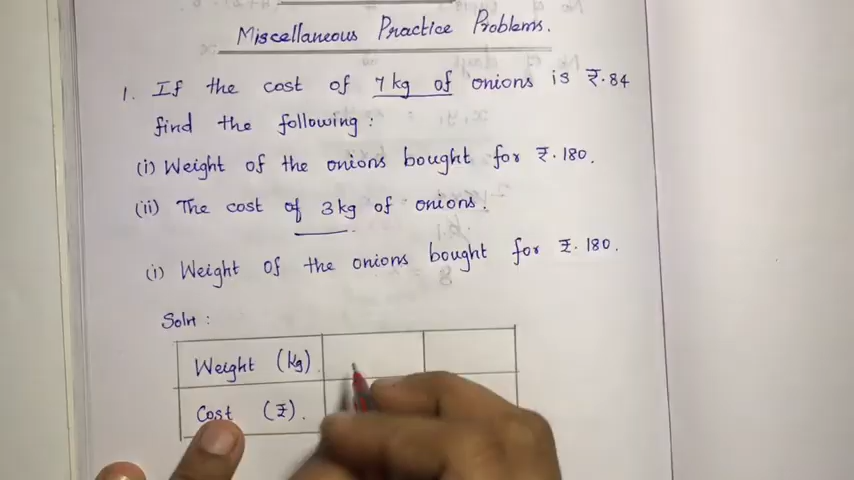 Miscellaneous Practice Problems.
1. If the cost of 7 kg of onions is ₹.84
find the following :
(i) Weight of the onions bought for ₹.180.
(ii) The cost of 3 kg of onions.
(i) Weight of the onions bought for ₹.180.
Soln :
Weight (kg)
Cost (₹).